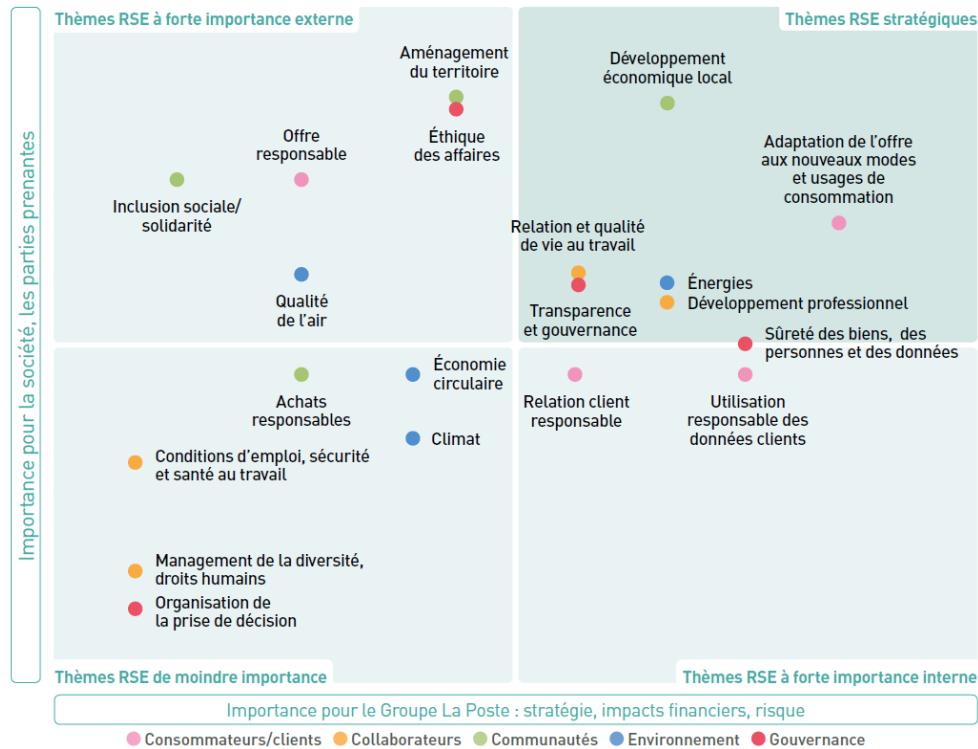 Importance pour la société, les parties prenantes
Thèmes RSE à forte importance externe
Aménagement
du territoire
Éthique
des affaires
Offre
responsable
Inclusion sociale/
solidarité
Qualité
de l'air
Thèmes RSE stratégiques
Développement
économique local
Adaptation de l'offre
aux nouveaux modes
et usages de
consommation
Relation et qualité
de vie au travail
Transparence
et gouvernance
Énergies
Développement professionnel
Sûreté des biens, des
personnes et des données
Achats
responsables
Économie
circulaire
Climat
Conditions d'emploi, sécurité
et santé au travail
Management de la diversité,
droits humains
Organisation de
la prise de décision
Thèmes RSE de moindre importance
Relation client
responsable
Utilisation
responsable des
données clients
Thèmes RSE à forte importance interne
Importance pour le Groupe La Poste : stratégie, impacts financiers, risque
Consommateurs/clients Collaborateurs Communautés Environnement Gouvernance